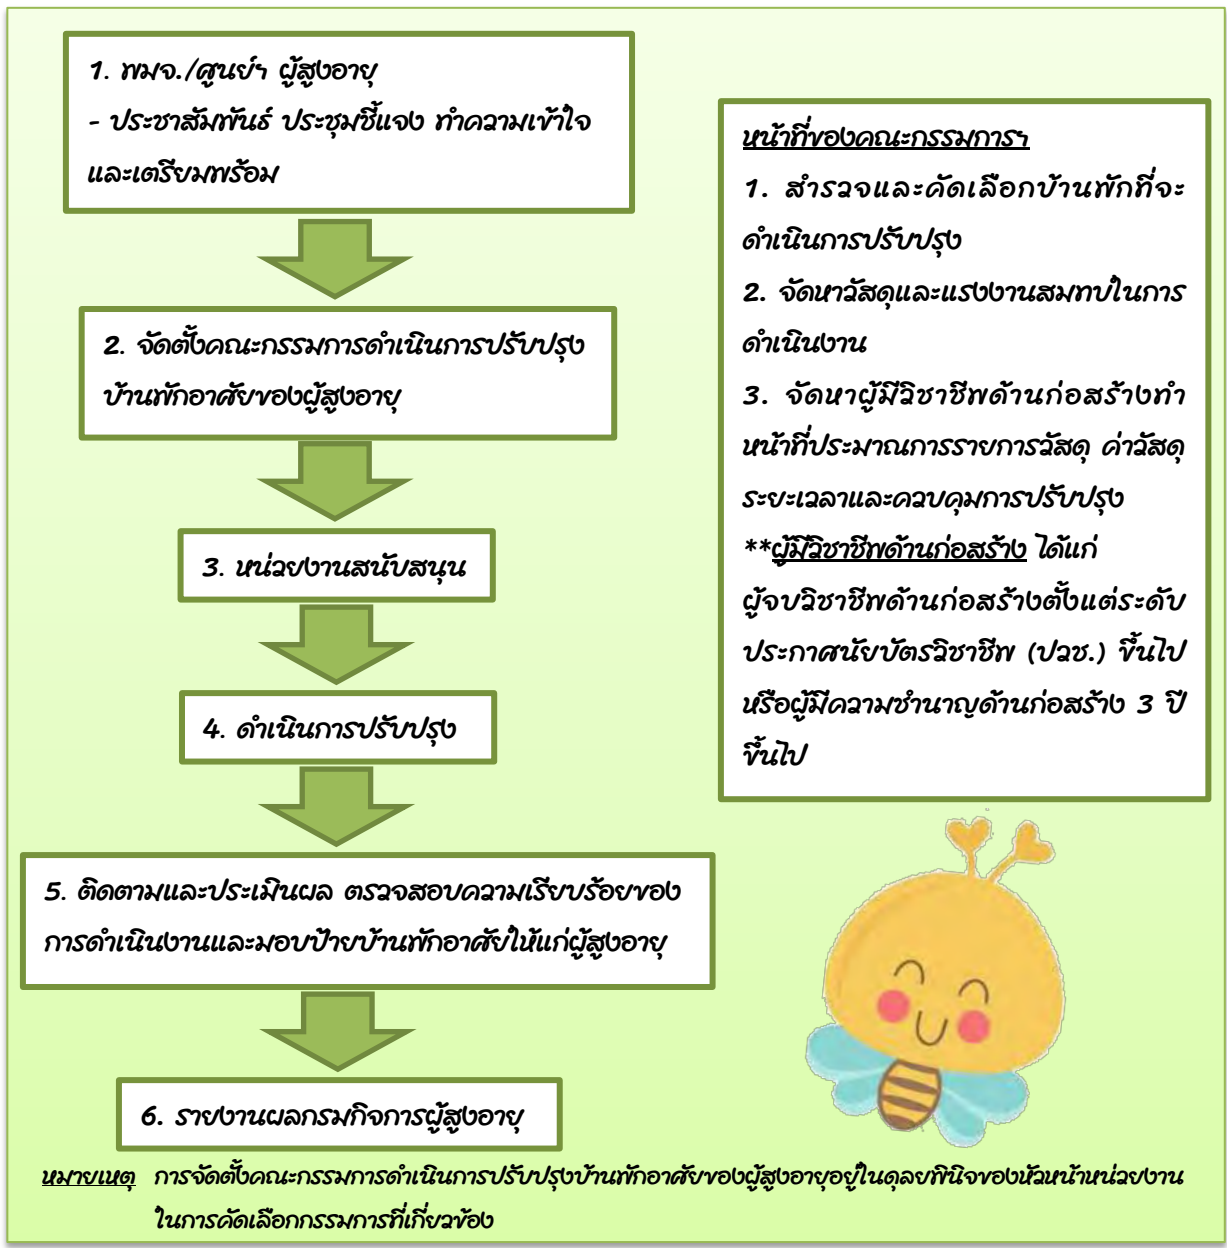 1. พมจ./ศูนย์ฯ ผู้สูงอายุ
- ประชาสัมพันธ์ ประชุมชี้แจง ทำความเข้าใจ
และเตรียมพร้อม
2. จัดตั้งคณะกรรมการดำเนินการปรับปรุง
บ้านพักอาศัยของผู้สูงอายุ
3. หน่วยงานสนับสนุน
4. ดำเนินการปรับปรุง
5. ติดตามและประเมินผล ตรวจสอบความเรียบร้อยของ
การดำเนินงานและมอบป้ายบ้านพักอาศัยให้แก่ผู้สูงอายุ
6. รายงานผลกรมกิจการผู้สูงอายุ
หน้าที่ของคณะกรรมการฯ
1. สำรวจและคัดเลือกบ้านพักที่จะ
ดำเนินการปรับปรุง
2. จัดหาวัสดุและแรงงานสมทบในการ
ดำเนินงาน
3. จัดหาผู้มีวิชาชีพด้านก่อสร้างทำ
หน้าที่ประมาณการรายการวัสดุ ค่าวัสดุ
ระยะเวลาและควบคุมการปรับปรุง
**ผู้มีวิชาชีพด้านก่อสร้าง ได้แก่
ผู้จบวิชาชีพด้านก่อสร้างตั้งแต่ระดับ
ประกาศนัยบัตรวิชาชีพ (ปวช.) ขึ้นไป
หรือผู้มีความชำนาญด้านก่อสร้าง 3 ปี
ขึ้นไป
หมายเหตุ การจัดตั้งคณะกรรมการดำเนินการปรับปรุงบ้านพักอาศัยของผู้สูงอายุอยู่ในดุลยพินิจของหัวหน้าหน่วยงาน
ในการคัดเลือกกรรมการที่เกี่ยวข้อง